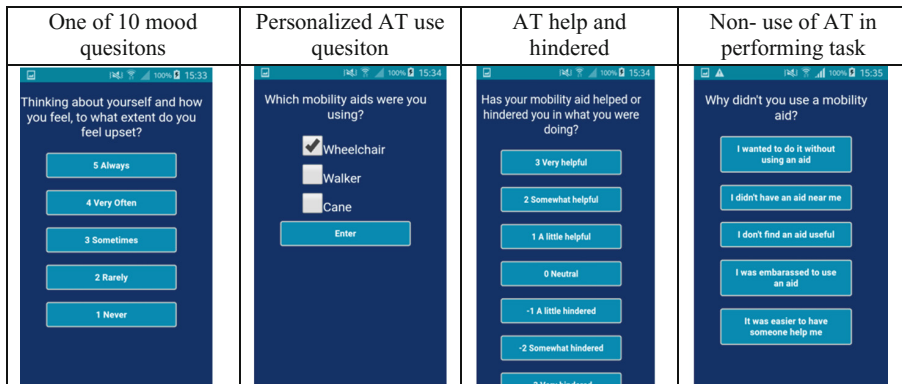 One of 10 mood
quesitons
Personalized AT use
quesiton
AT help and
hindered
Non- use of AT in
performing task
100% 15:33
Thinking about yourself and how
you feel, to what extent do you
feel upset?
5 Always
4 Very Often
3 Sometimes
2 Rarely
1 Never
100% 15:34
Which mobility aids were you
using?
Wheelchair
Walker
Cane
Enter
100% 15:34
Has your mobility aid helped or
hindered you in what you were
doing?
3 Very helpful
2 Somewhat helpful
1 A little helpful
0 Neutral
-1 A little hindered
-2 Somewhat hindered
100% 15:35
Why didn't you use a mobility
aid?
I wanted to do it without
using an aid
I didn't have an aid near me
I don't find an aid useful
I was embarassed to use
an aid
It was easier to have
someone help me